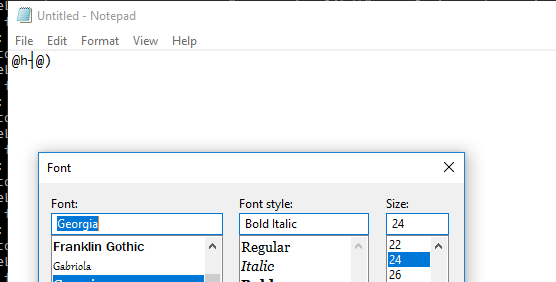 Untitled - Notepad
File Edit Format View Help
@h-@)
Font
Font: Font style: Size:
Georgia Bold Italic 24
Franklin Gothic Regular 22
Gabriola Italic 24
26